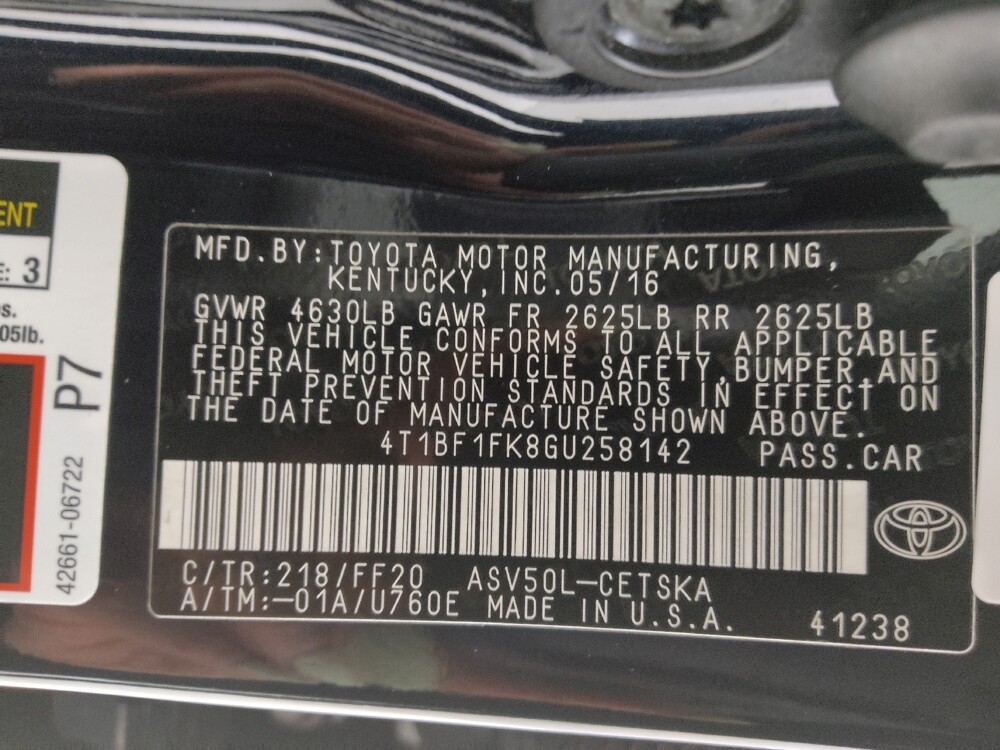 ENT
E: 3
os.
05lb.
P7
42661-06722
MFD.BY:TOYOTA MOTOR MANUFACTURING,
KENTUCKY,INC.05/16
GVWR 4630LB GAWR FR 2625LB RR 2625LB
THIS VEHICLE CONFORMS TO ALL APPLICABLE
FEDERAL MOTOR VEHICLE SAFETY,BUMPER,AND
THEFT PREVENTION STANDARDS IN EFFECT ON
THE DATE OF MANUFACTURE SHOWN ABOVE.
4T1BF1FK8GU258142 PASS.CAR
C/TR:218/FF20 ASV50L-CETSKA
A/TM:-01A/U760E MADE IN U.S.A. 41238